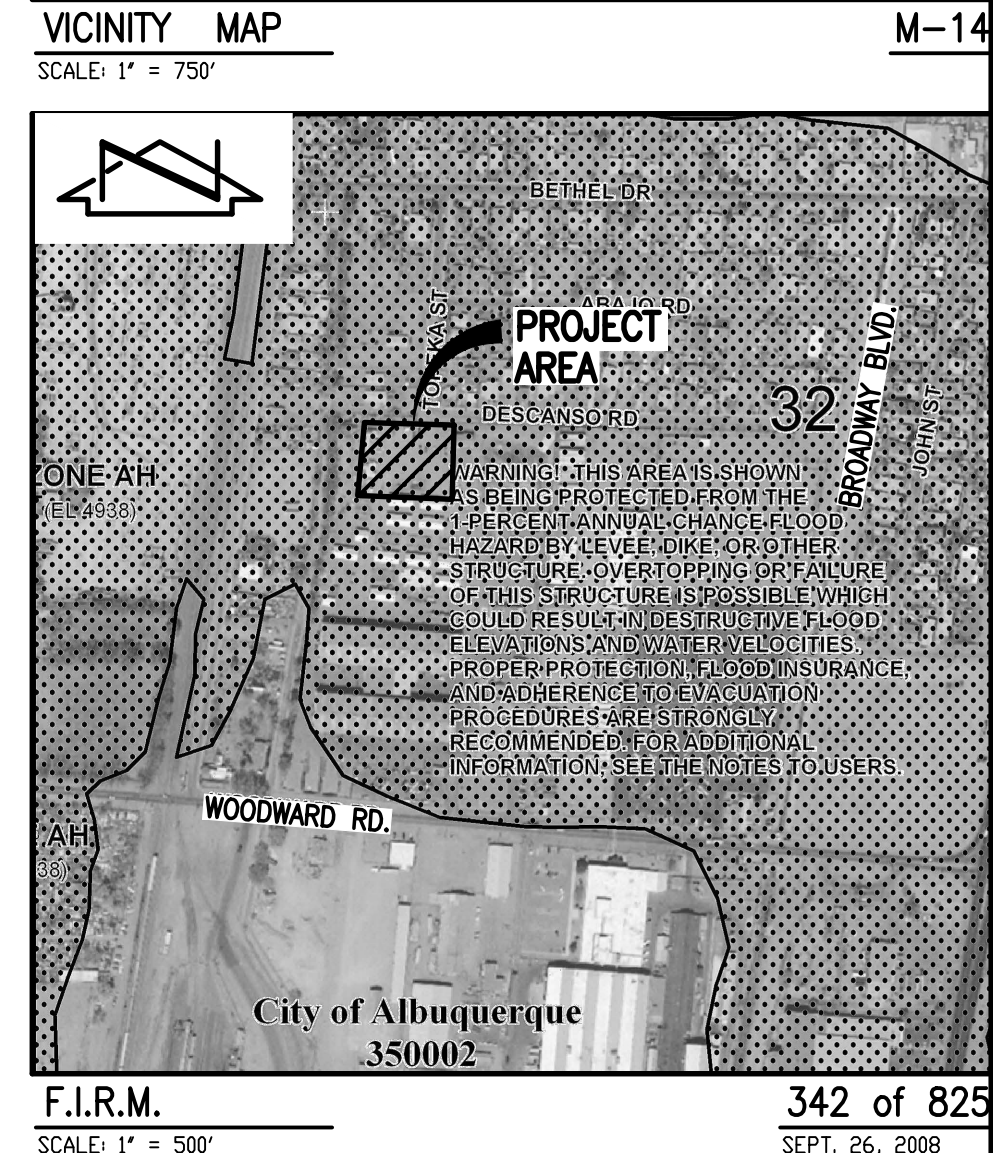 VICINITY MAP
M-14
SCALE: 1" = 750'
BETHEL DR
ABAJO RD
TOPEKA ST
PROJECT
AREA
32
BROADWAY BLVD.
JOHN ST
DESCANSO RD
ZONE AH
(EL 4938)
WARNING! THIS AREA IS SHOWN
AS BEING PROTECTED FROM THE
1-PERCENT ANNUAL CHANCE FLOOD
HAZARD BY LEVEE, DIKE, OR OTHER
STRUCTURE. OVERTOPPING OR FAILURE
OF THIS STRUCTURE IS POSSIBLE WHICH
COULD RESULT IN DESTRUCTIVE FLOOD
ELEVATIONS AND WATER VELOCITIES.
PROPER PROTECTION, FLOOD INSURANCE,
AND ADHERENCE TO EVACUATION
PROCEDURES ARE STRONGLY
RECOMMENDED. FOR ADDITIONAL
INFORMATION, SEE THE NOTES TO USERS.
WOODWARD RD.
AH
38)
City of Albuquerque
350002
F.I.R.M.
342 of 825
SCALE: 1" = 500'
SEPT. 26, 2008